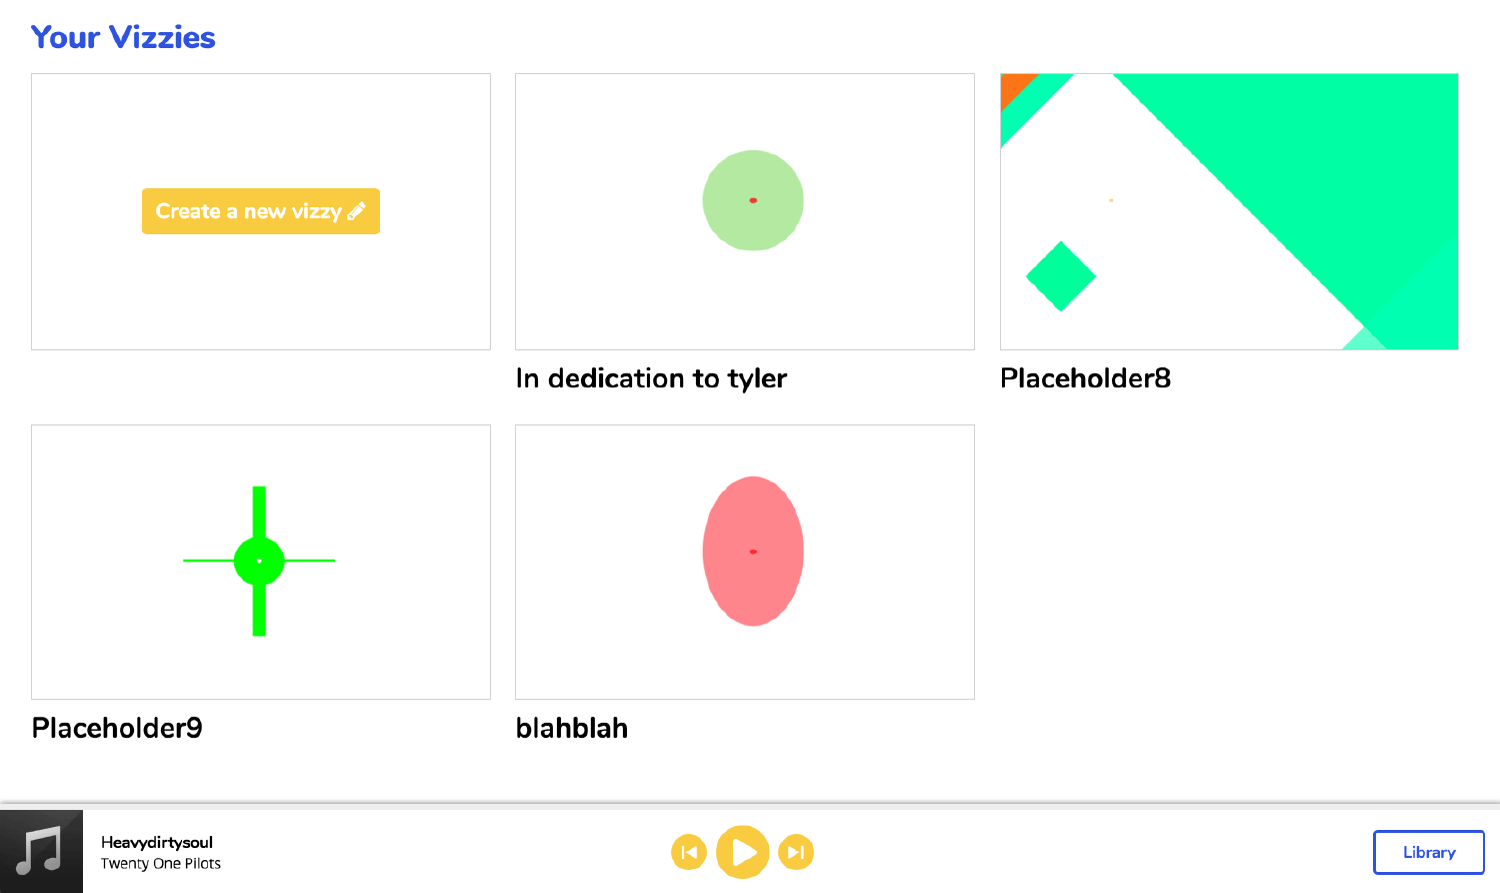 Your Vizzies
Create a new vizzy
In dedication to tyler
Placeholder8
Placeholder9
blahblah
Heavydirtysoul
Twenty One Pilots
Library